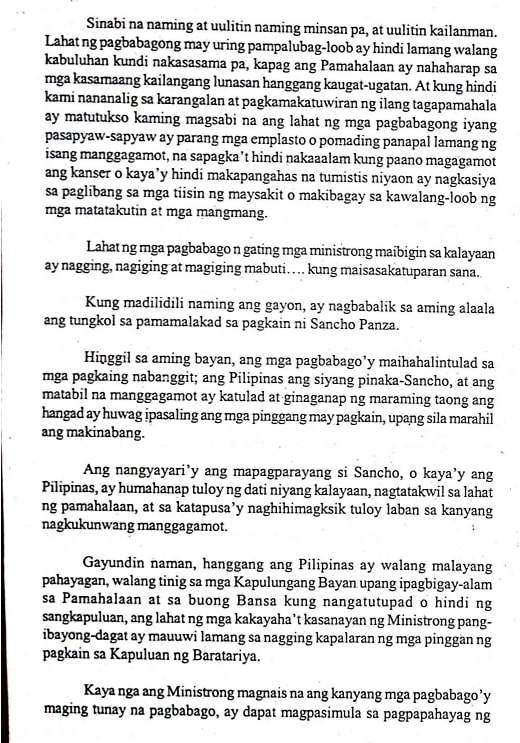 Sinabi na naming at uulitin naming minsan pa, at uulitin kailanman.
Lahat ng pagbabagong may uring pampalubag-loob ay hindi lamang walang
kabuluhan kundi nakasasama pa, kapag ang Pamahalaan ay nahaharap sa
mga kasamaang kailangang lunasan hanggang kaugat-ugatan. At kung hindi
kami nananalig sa karangalan at pagkamakatuwiran ng ilang tagapamahala
ay matutukso kaming magsabi na ang lahat ng mga pagbabagong iyang
pasapyaw-sapyaw ay parang mga emplasto o pomading panapal lamang ng
isang manggagamot, na sapagka't hindi nakaaalam kung paano magagamot
ang kanser o kaya'y hindi makapangahas na tumistis niyaon ay nagkasiya
sa paglibang sa mga tiisin ng maysakit o makibagay sa kawalang-loob ng
mga matatakutin at mga mangmang.
Lahat ng mga pagbabago n gating mga ministrong maibigin sa kalayaan
ay nagging, nagiging at magiging mabuti.... kung maisasakatuparan sana.
Kung madilidili naming ang gayon, ay nagbabalik sa aming alaala
ang tungkol sa pamamalakad sa pagkain ni Sancho Panza.
Hinggil sa aming bayan, ang mga pagbabago'y maihahalintulad sa
mga pagkaing nabanggit; ang Pilipinas ang siyang pinaka-Sancho, at ang
matabil na manggagamot ay katulad at ginaganap ng maraming taong ang
hangad ay huwag ipasaling ang mga pinggang may pagkain, upang sila marahil
ang makinabang.
Ang nangyayari'y ang mapagparayang si Sancho, o kaya'y ang
Pilipinas, ay humahanap tuloy ng dati niyang kalayaan, nagtatakwil sa lahat
ng pamahalaan, at sa katapusa'y naghihimagksik tuloy laban sa kanyang
nagkukunwang manggagamot.
Gayundin naman, hanggang ang Pilipinas ay walang malayang
pahayagan, walang tinig sa mga Kapulungang Bayan upang ipagbigay-alam
sa Pamahalaan at sa buong Bansa kung nangatutupad o hindi ng
sangkapuluan, ang lahat ng mga kakayaha't kasanayan ng Ministrong pang-
ibayong-dagat ay mauuwi lamang sa nagging kapalaran ng mga pinggan ng
pagkain sa Kapuluan ng Baratariya.
Kaya nga ang Ministrong magnais na ang kanyang mga pagbabago'y
maging tunay na pagbabago, ay dapat magpasimula sa pagpapahayag ng